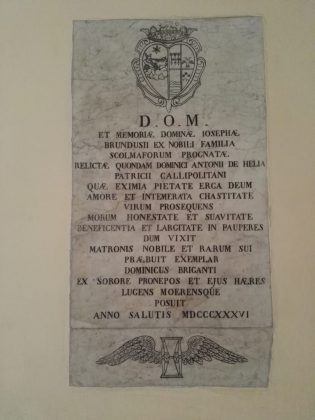 D. O. M.
ET MEMORIÆ DOMINÆ IOSEPHÆ
BRUNDUSII EX NOBILI FAMILIA
SCOLMAFORUM PROGNATÆ
RELICTÆ QUONDAM DOMINICI ANTONII DE HELIA
PATRICII CALLIPOLITANI
QUÆ EXIMIA PIETATE ERGA DEUM
AMORE ET INTEMERATA CHASTITATE
VIRUM PROSEQUENS
MORUM HONESTATE ET SUAVITATE
BENEFICENTIA ET LARGITATE IN PAUPERES
DUM VIXIT
MATRONIS NOBILE ET RARUM SUI
PRÆBUIT EXEMPLAR
DOMINICUS BRIGANTI
EX SORORE PRONEPOS ET EJUS HÆRES
LUGENS MOERENSQUE
POSUIT
ANNO SALUTIS MDCCCXXXVI